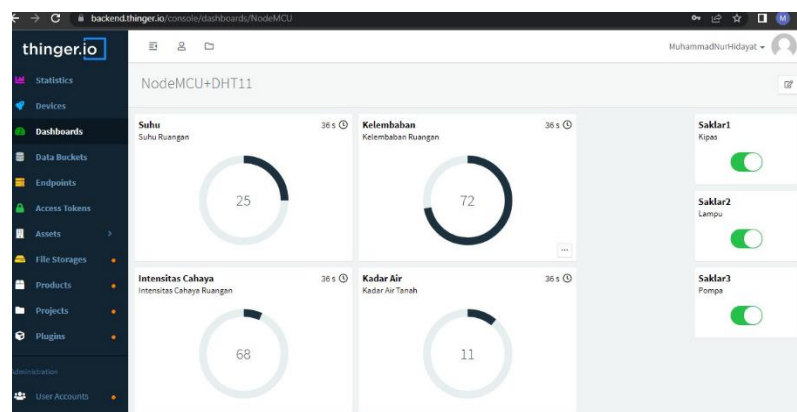 backend.thinger.io/console/dashboards/NodeMCU
M
thinger.io
MuhammadNurHidayat
Statistics
Devices
Dashboards
Data Buckets
Endpoints
Access Tokens
Assets
File Storages
Products
Projects
Plugins
Administration
User Accounts
NodeMCU+DHT11
Suhu
36 s
Suhu Ruangan
25
Kelembaban
36 s
Kelembaban Ruangan
72
Saklar1
Kipas
Saklar2
Lampu
Intensitas Cahaya
36 s
Intensitas Cahaya Ruangan
68
Kadar Air
36 s
Kadar Air Tanah
11
Saklar3
Pompa